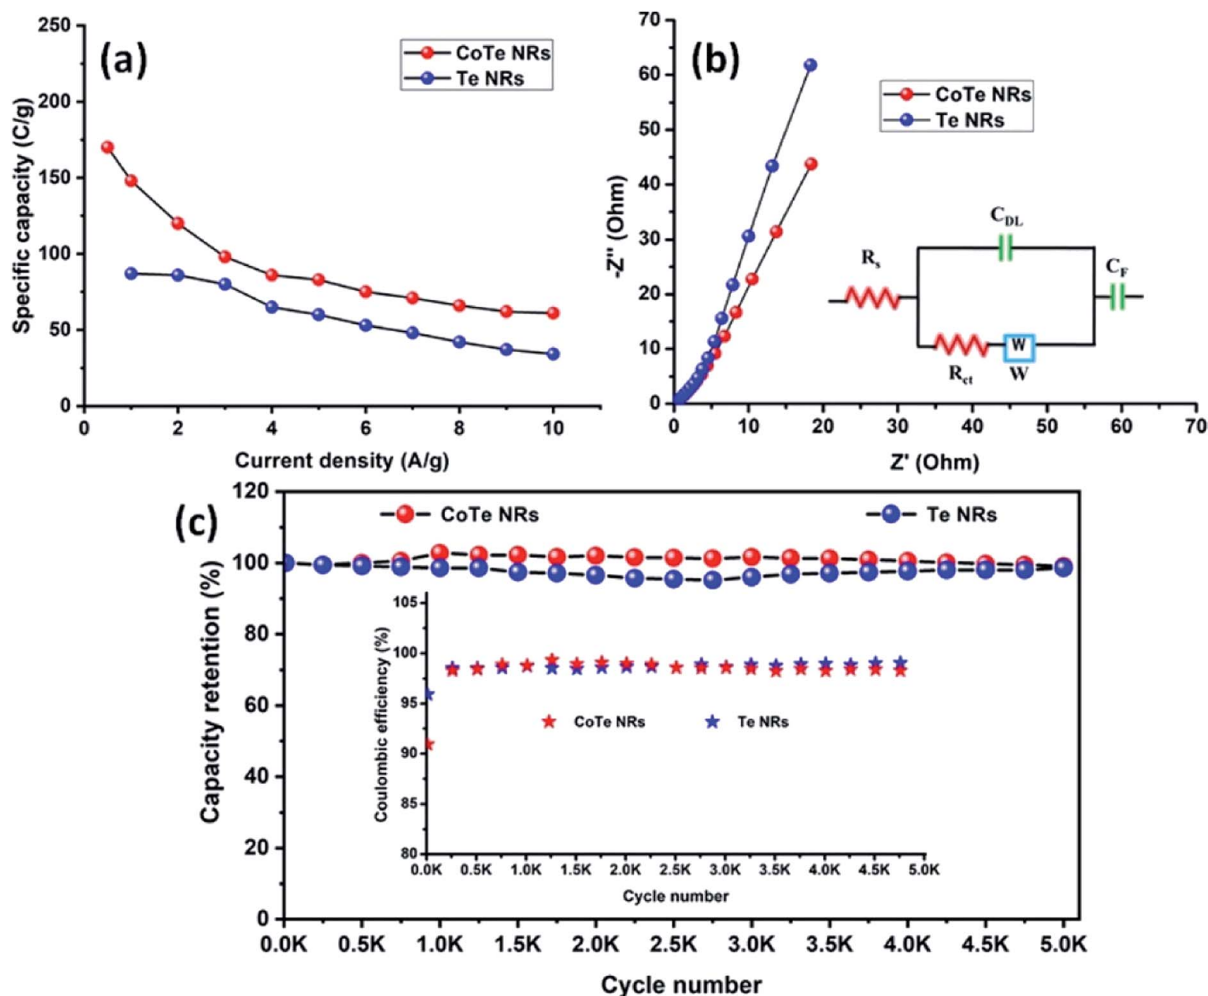 (a)
CoTe NRs
Te NRs
250
200
150
100
50
0
Specific capacity (C/g)
0 2 4 6 8 10
Current density (A/g)
(b)
CoTe NRs
Te NRs
70
60
50
40
30
20
10
0
-Z'' (Ohm)
C_DL
R_s
C_F
W
R_ct
W
0 10 20 30 40 50 60 70
Z' (Ohm)
(c)
CoTe NRs
Te NRs
120
100
80
60
40
20
0
Capacity retention (%)
105
100
95
90
85
80
Coulombic efficiency (%)
CoTe NRs
Te NRs
0.0K 0.5K 1.0K 1.5K 2.0K 2.5K 3.0K 3.5K 4.0K 4.5K 5.0K
Cycle number
0.0K 0.5K 1.0K 1.5K 2.0K 2.5K 3.0K 3.5K 4.0K 4.5K 5.0K
Cycle number